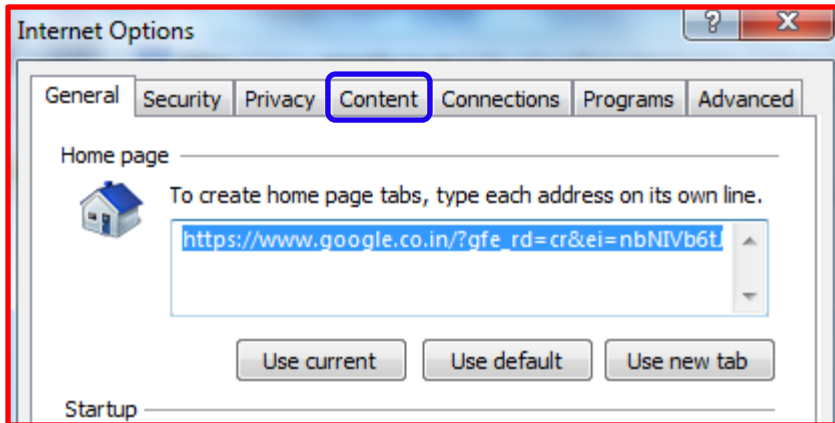 Internet Options
General Security Privacy Content Connections Programs Advanced
Home page
To create home page tabs, type each address on its own line.
https://www.google.co.in/?gfe_rd=cr&ei=nbNIVb6tJ
Use current Use default Use new tab
Startup